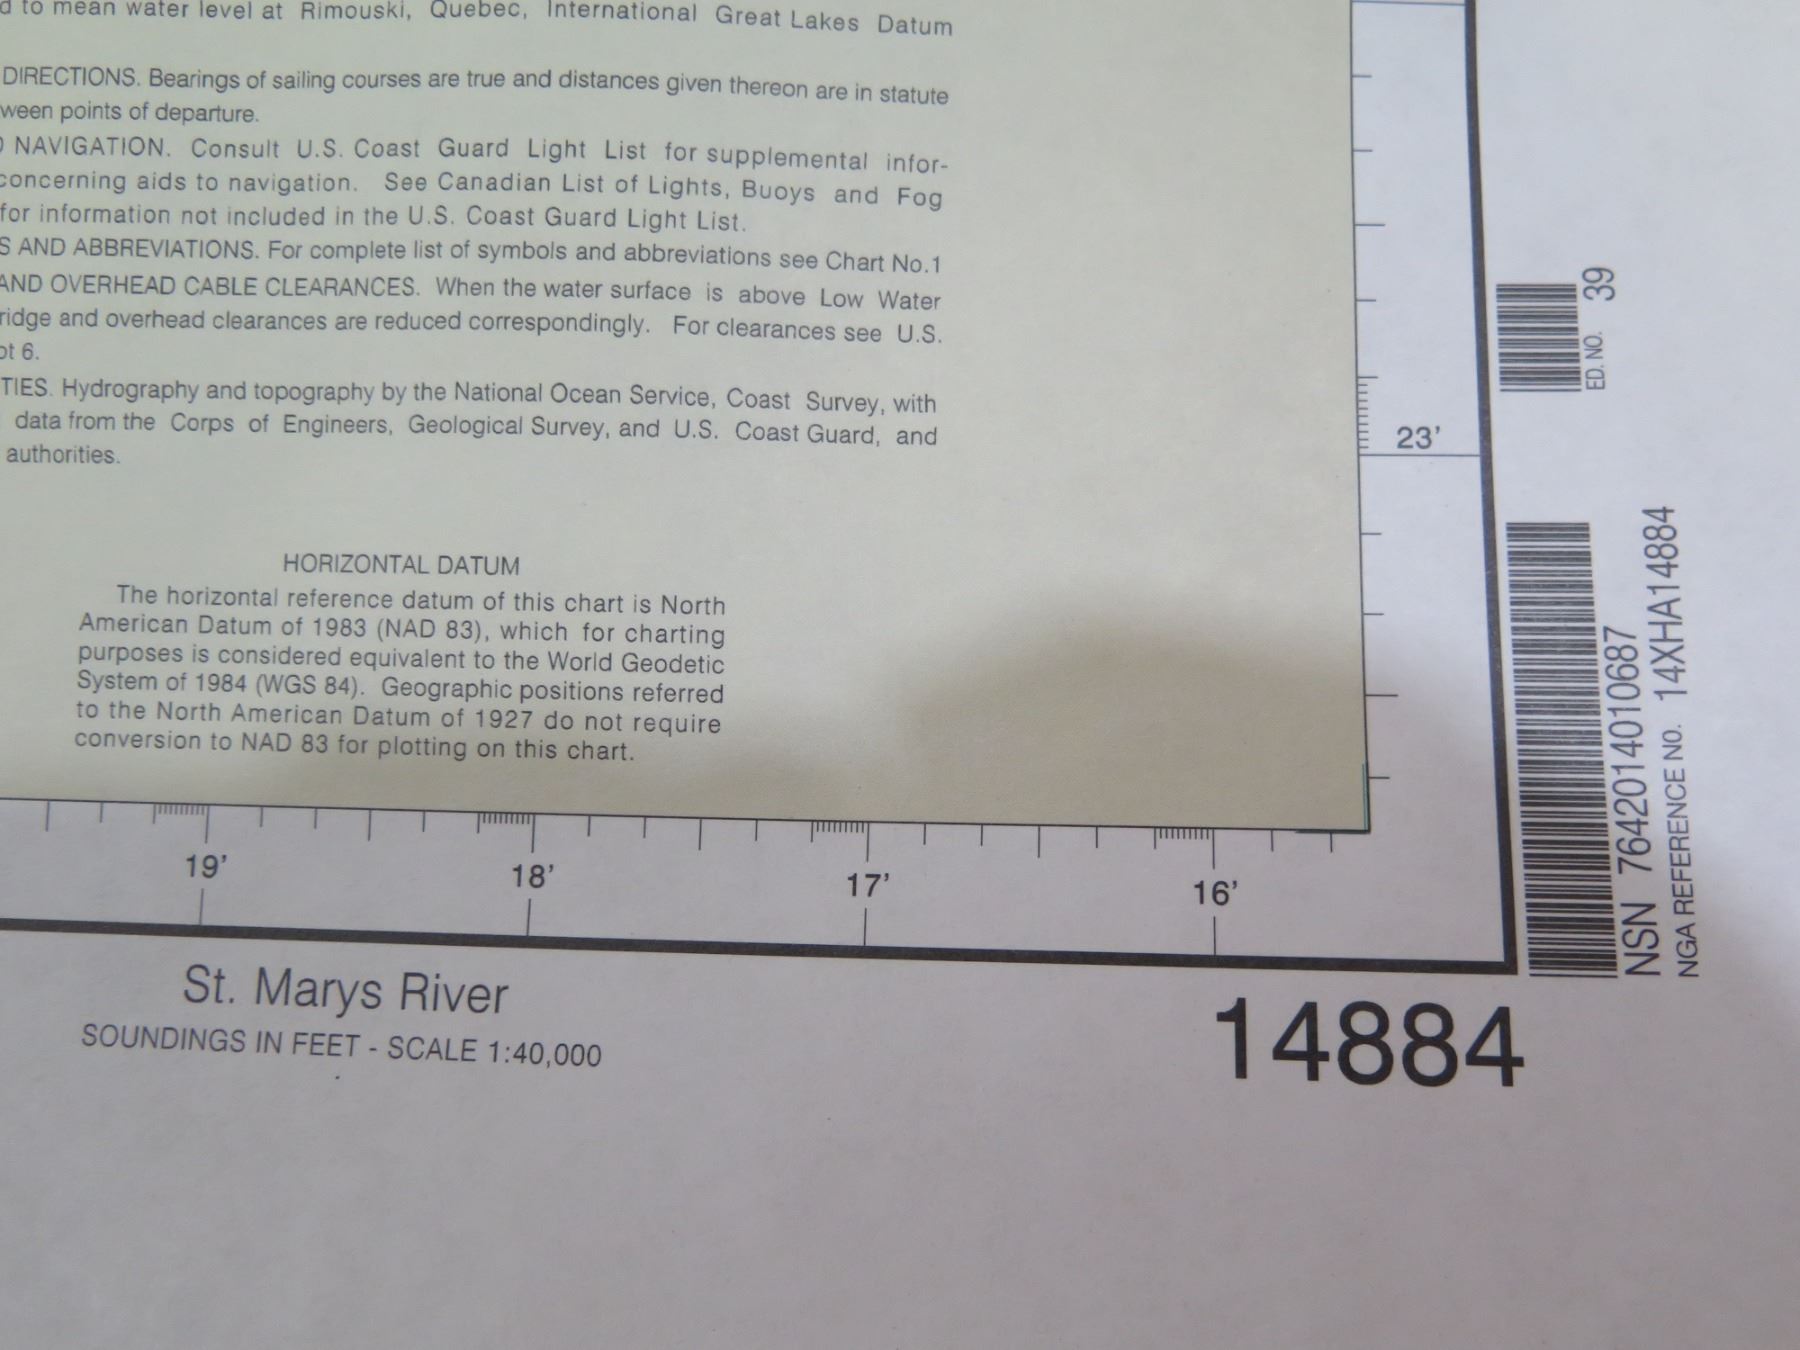 to mean water level at Rimouski, Quebec, International Great Lakes Datum
DIRECTIONS. Bearings of sailing courses are true and distances given thereon are in statute
ween points of departure.
NAVIGATION. Consult U.S. Coast Guard Light List for supplemental infor-
concerning aids to navigation. See Canadian List of Lights, Buoys and Fog
for information not included in the U.S. Coast Guard Light List.
S AND ABBREVIATIONS. For complete list of symbols and abbreviations see Chart No.1
AND OVERHEAD CABLE CLEARANCES. When the water surface is above Low Water
ridge and overhead clearances are reduced correspondingly. For clearances see U.S.
ot 6.
TIES. Hydrography and topography by the National Ocean Service, Coast Survey, with
data from the Corps of Engineers, Geological Survey, and U.S. Coast Guard, and
authorities.
HORIZONTAL DATUM
The horizontal reference datum of this chart is North
American Datum of 1983 (NAD 83), which for charting
purposes is considered equivalent to the World Geodetic
System of 1984 (WGS 84). Geographic positions referred
to the North American Datum of 1927 do not require
conversion to NAD 83 for plotting on this chart.
23'
19' 18' 17' 16'
St. Marys River
SOUNDINGS IN FEET - SCALE 1:40,000
14884
ED. NO. 39
NSN 7642014010687
NGA REFERENCE NO. 14XHA14884